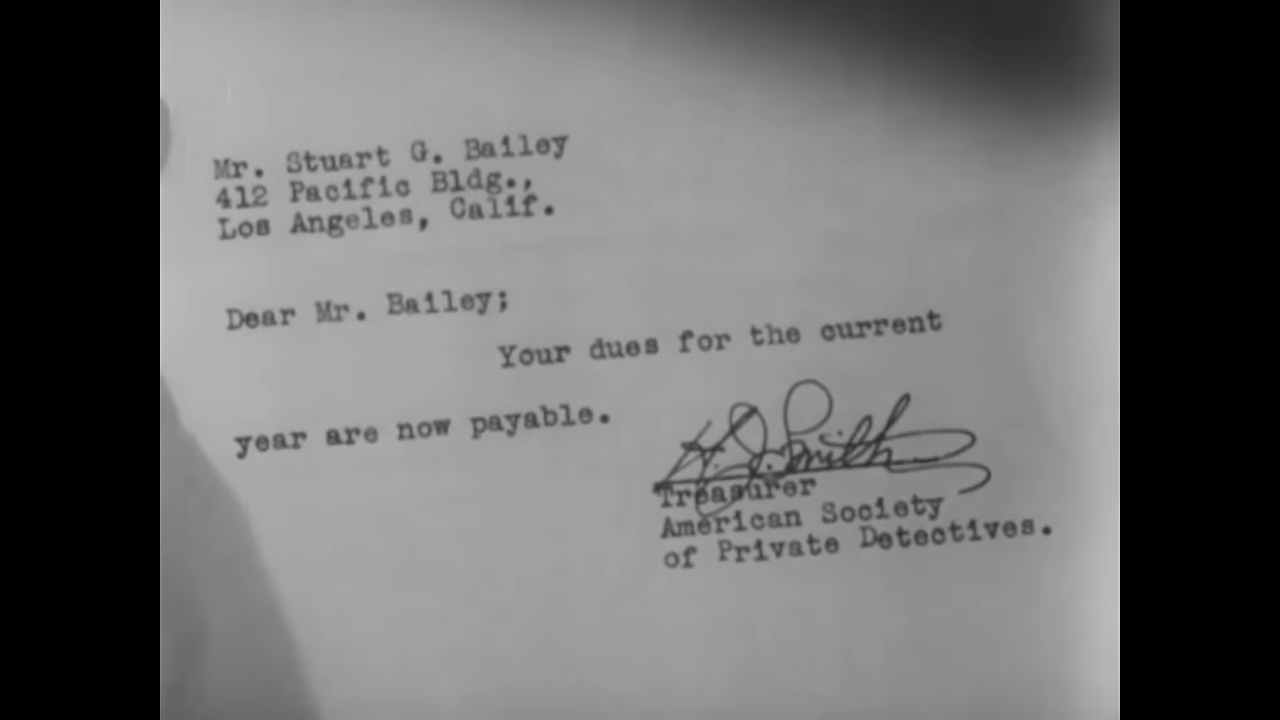 Mr. Stuart G. Bailey
412 Pacific Bldg.,
Los Angeles, Calif.
Dear Mr. Bailey;
Your dues for the current
year are now payable.
H. J. Smith
Treasurer
American Society
of Private Detectives.